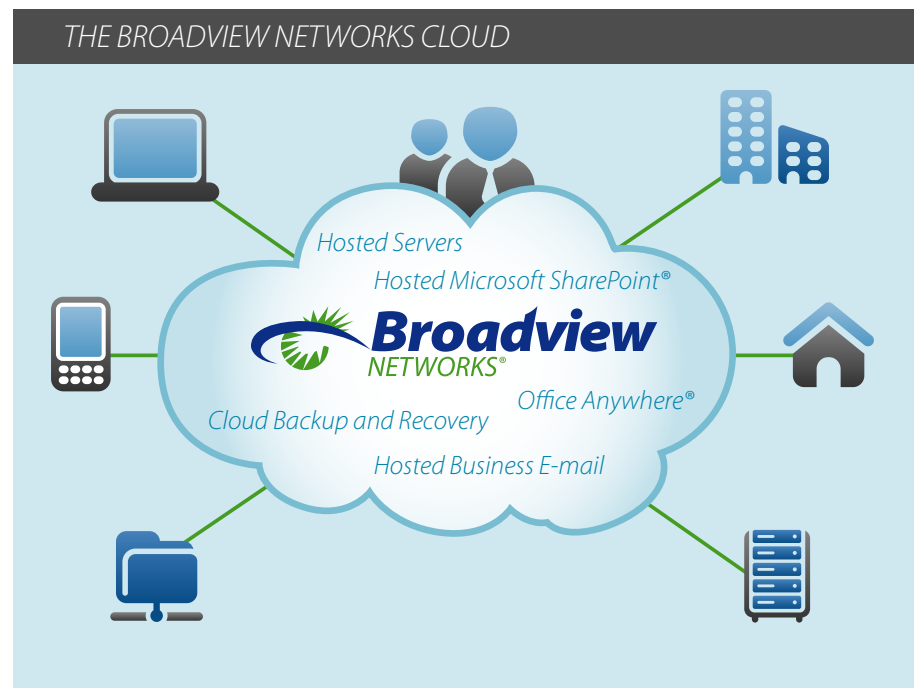 THE BROADVIEW NETWORKS CLOUD
Hosted Servers
Hosted Microsoft SharePoint®
Broadview
NETWORKS®
Office Anywhere®
Cloud Backup and Recovery
Hosted Business E-mail